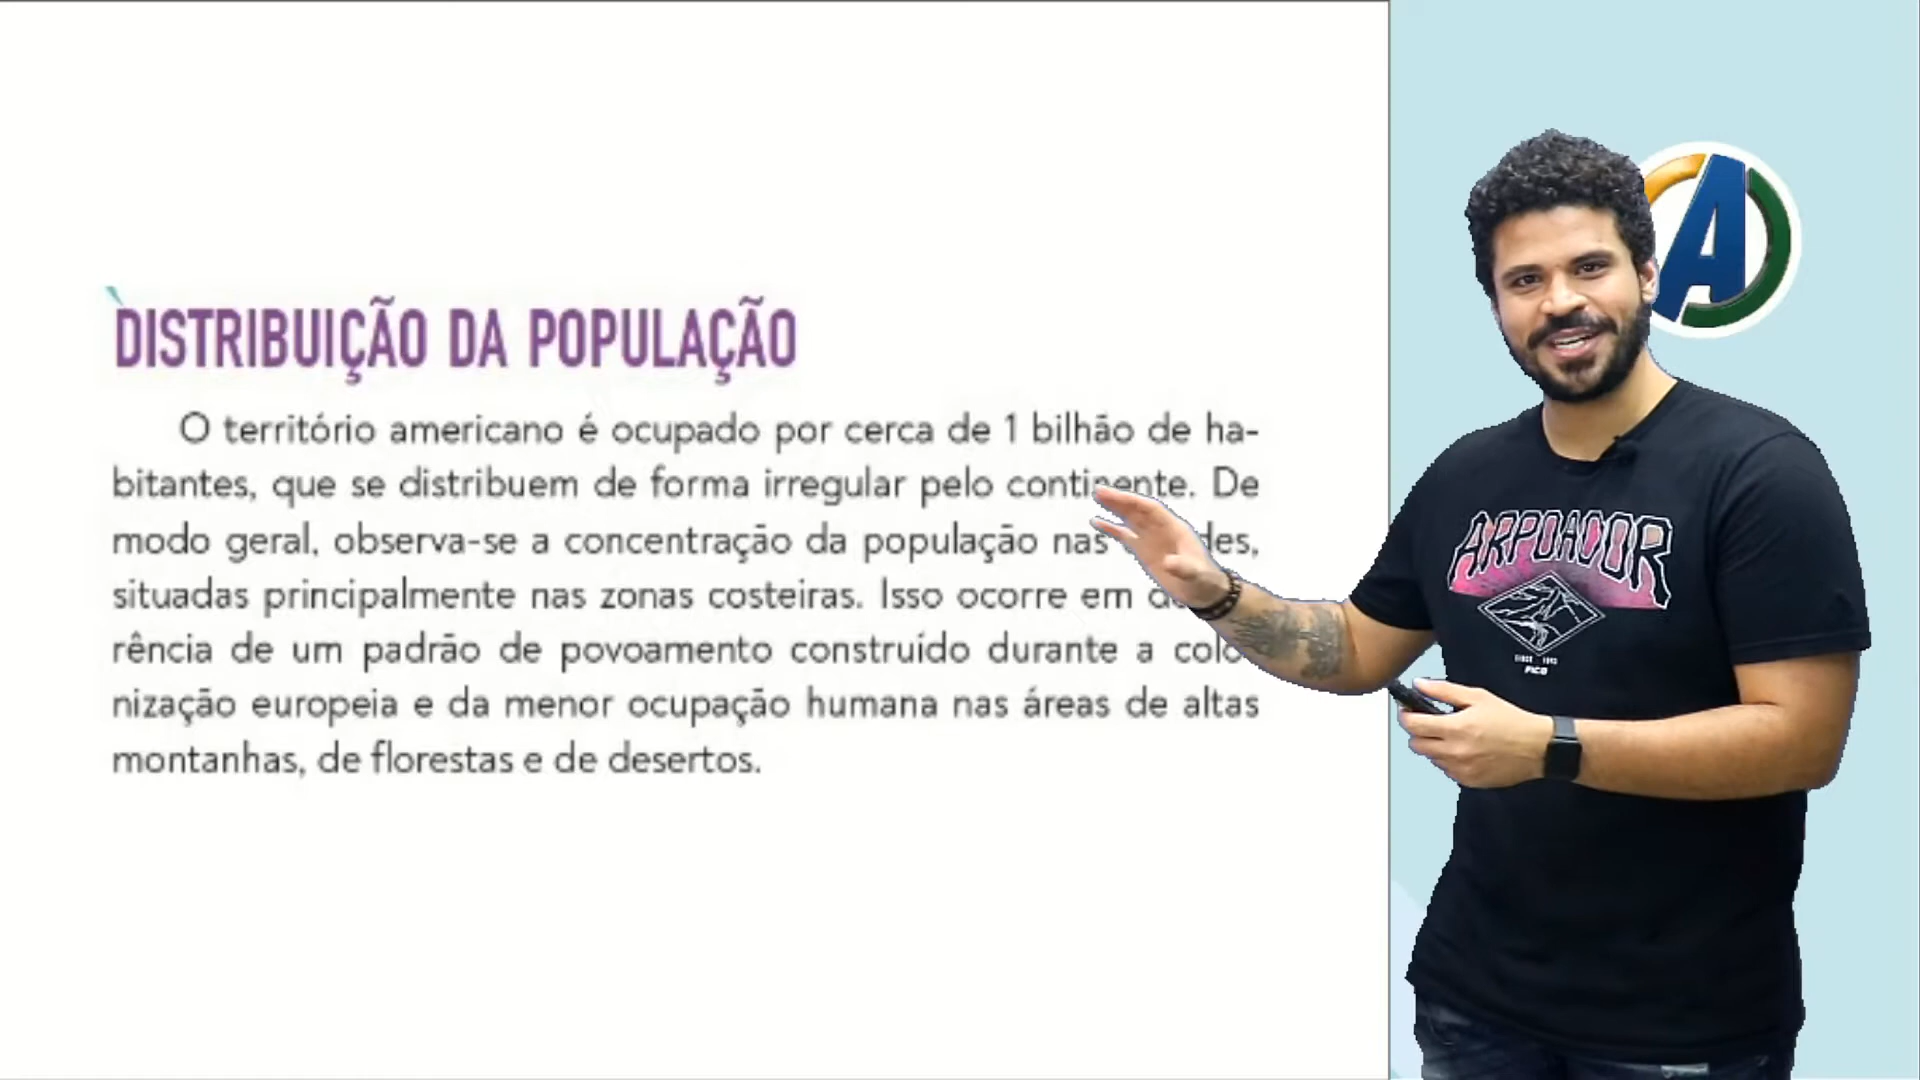 DISTRIBUIÇÃO DA POPULAÇÃO
O território americano é ocupado por cerca de 1 bilhão de ha-
bitantes, que se distribuem de forma irregular pelo continente. De
modo geral, observa-se a concentração da população nas
situadas principalmente nas zonas costeiras. Isso ocorre em
rência de um padrão de povoamento construído durante a colo-
nização europeia e da menor ocupação humana nas áreas de altas
montanhas, de florestas e de desertos.
A
ARPOADOR
PICO